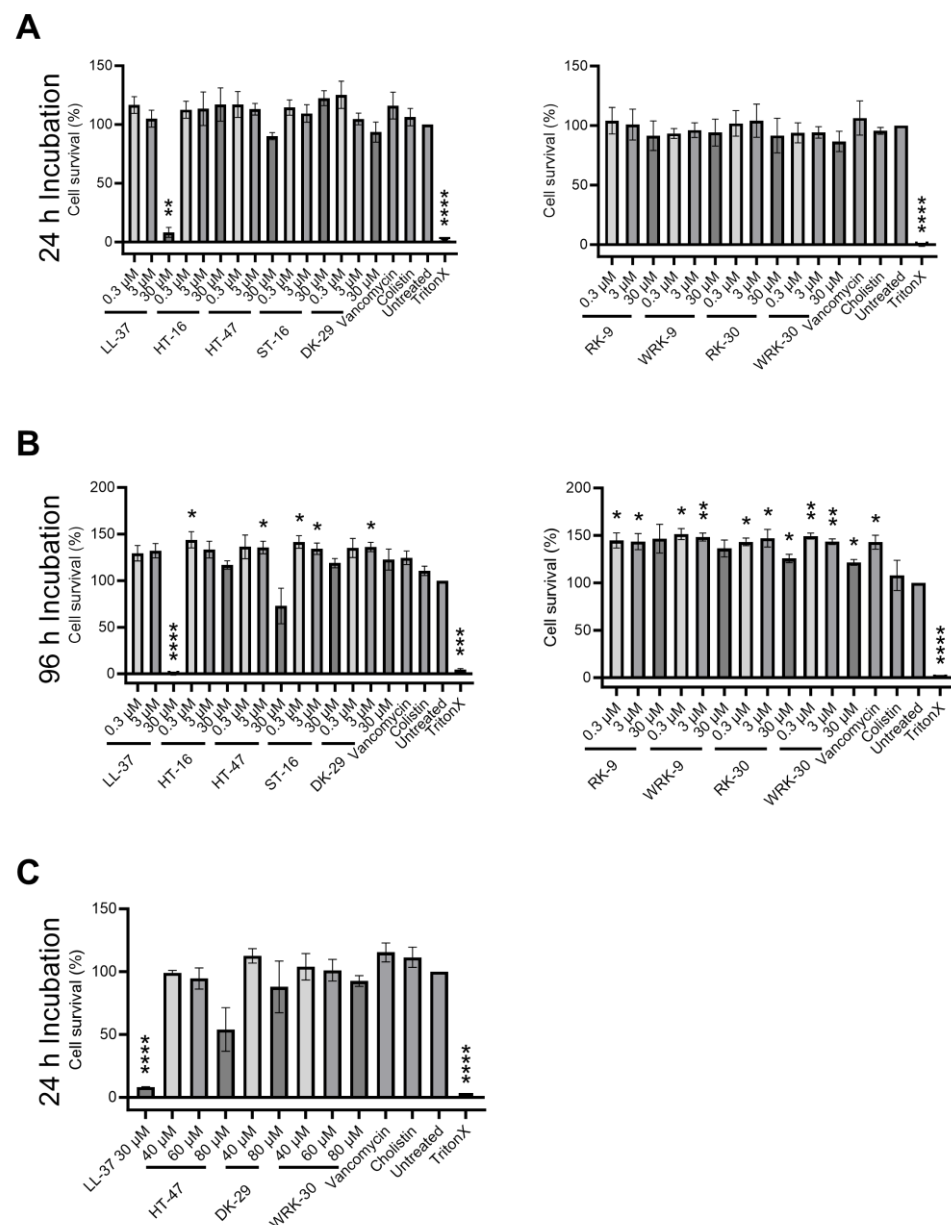 A
24 h Incubation
Cell survival (%)
150
100
50
0
**
****
0.3 µM
3 µM
30 µM
0.3 µM
3 µM
30 µM
0.3 µM
3 µM
30 µM
0.3 µM
3 µM
30 µM
0.3 µM
3 µM
30 µM
Vancomycin
Colistin
Untreated
TritonX
LL-37
HT-16
HT-47
ST-16
DK-29
Cell survival (%)
150
100
50
0
****
0.3 µM
3 µM
30 µM
0.3 µM
3 µM
30 µM
0.3 µM
3 µM
30 µM
0.3 µM
3 µM
30 µM
Vancomycin
Cholistin
Untreated
TritonX
RK-9
WRK-9
RK-30
WRK-30
B
96 h Incubation
Cell survival (%)
200
150
100
50
0
****
*
*
*
*
*
***
0.3 µM
3 µM
30 µM
0.3 µM
3 µM
30 µM
0.3 µM
3 µM
30 µM
0.3 µM
3 µM
30 µM
0.3 µM
3 µM
30 µM
Vancomycin
Colistin
Untreated
TritonX
LL-37
HT-16
HT-47
ST-16
DK-29
Cell survival (%)
200
150
100
50
0
*
*
*
**
*
*
*
**
**
*
*
****
0.3 µM
3 µM
30 µM
0.3 µM
3 µM
30 µM
0.3 µM
3 µM
30 µM
0.3 µM
3 µM
30 µM
Vancomycin
Colistin
Untreated
TritonX
RK-9
WRK-9
RK-30
WRK-30
C
24 h Incubation
Cell survival (%)
150
100
50
0
****
****
LL-37 30 µM
40 µM
60 µM
80 µM
40 µM
80 µM
40 µM
60 µM
80 µM
Vancomycin
Cholistin
Untreated
TritonX
HT-47
DK-29
WRK-30